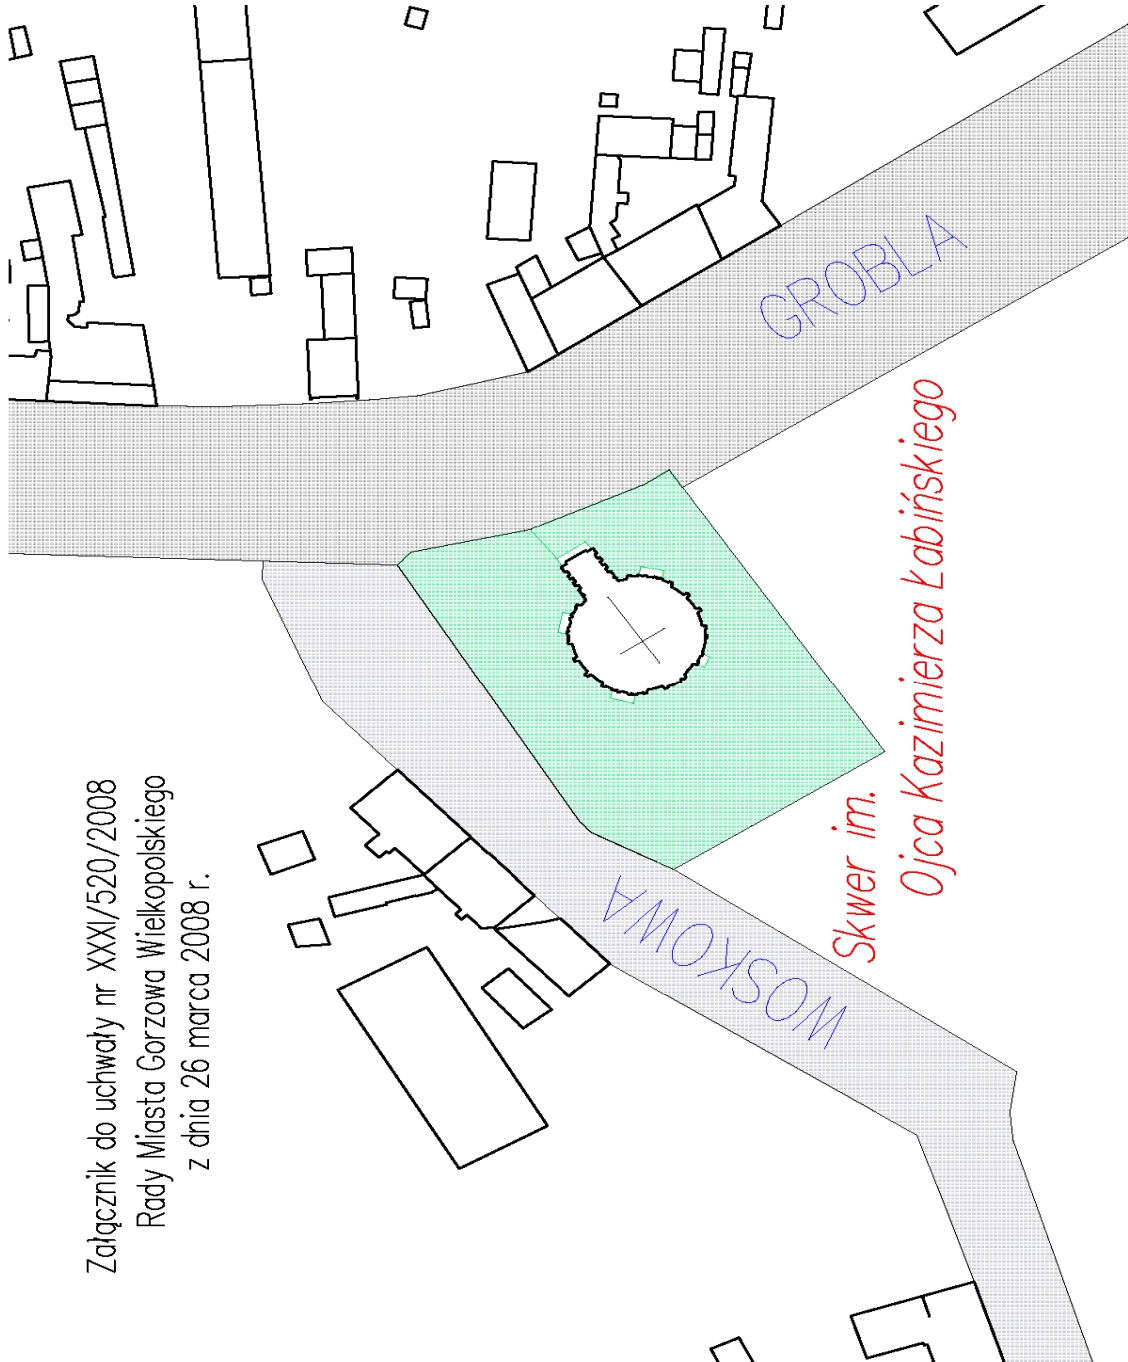 Załącznik do uchwały nr XXXI/520/2008
Rady Miasta Gorzowa Wielkopolskiego
z dnia 26 marca 2008 r.
GROBLA
Skwer im.
Ojca Kazimierza Łabińskiego
WOSKOWA